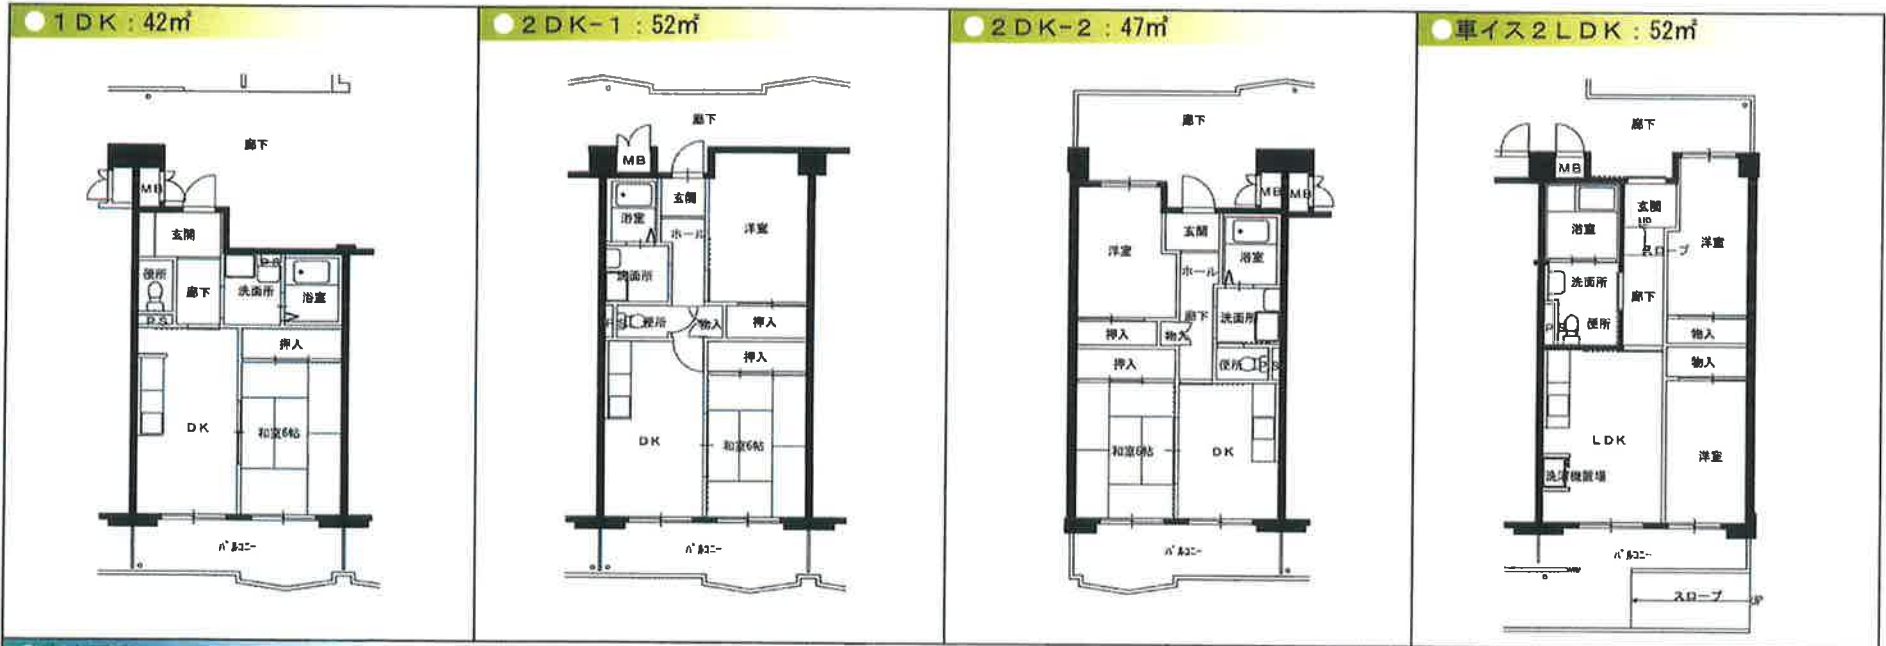 ●1DK：42㎡
廊下
MB
玄関
便所
廊下
PS
洗面所
浴室
PS
押入
DK
和室6帖
バルコニー
●2DK-1：52㎡
廊下
MB
玄関
浴室
ホール
洋室
洗面所
PS
便所
物入
押入
押入
DK
和室6帖
バルコニー
●2DK-2：47㎡
廊下
MB
MB
玄関
洋室
浴室
ホール
廊下
洗面所
押入
物入
押入
便所
PS
和室6帖
DK
バルコニー
●車イス2LDK：52㎡
廊下
MB
玄関
UP
浴室
洋室
スロープ
洗面所
廊下
PS
便所
物入
物入
LDK
洋室
洗濯機置場
バルコニー
スロープ
UP